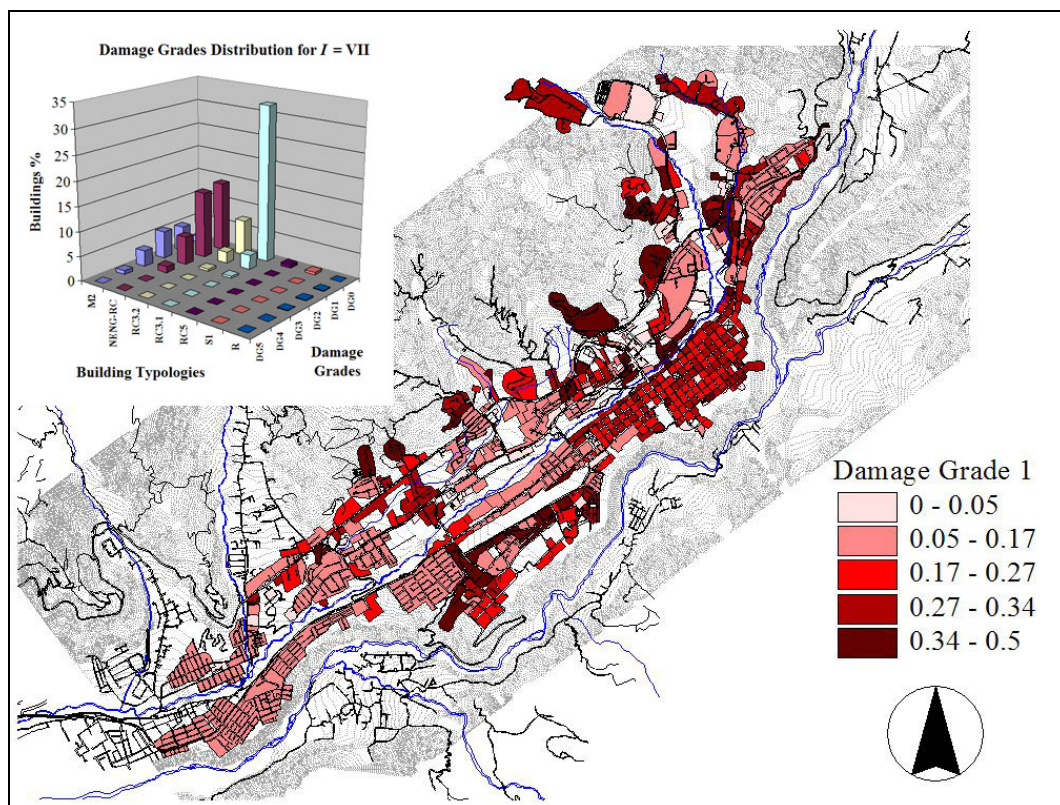 Damage Grades Distribution for I = VII
Buildings %
35
30
25
20
15
10
5
0
M2
NENG-RC
RC3.2
RC3.1
RC5
S1
R
DG5
DG4
DG3
DG2
DG1
DG0
Building Typologies
Damage
Grades
Damage Grade 1
0 - 0.05
0.05 - 0.17
0.17 - 0.27
0.27 - 0.34
0.34 - 0.5